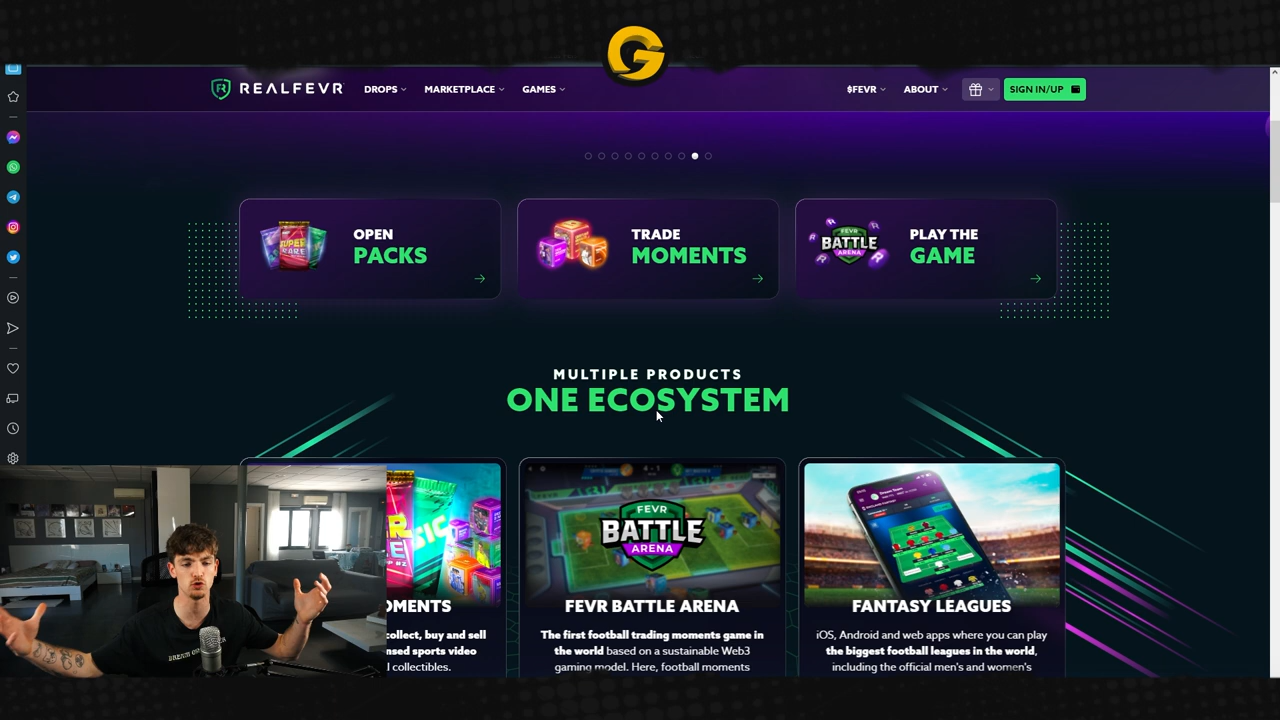 G
REALFEVR
DROPS
MARKETPLACE
GAMES
$FEVR
ABOUT
SIGN IN/UP
OPEN
PACKS
TRADE
MOMENTS
FEVR
BATTLE
ARENA
PLAY THE
GAME
MULTIPLE PRODUCTS
ONE ECOSYSTEM
OMENTS
collect, buy and sell
nsed sports video
l collectibles.
FEVR
BATTLE
ARENA
FEVR BATTLE ARENA
The first football trading moments game in
the world based on a sustainable Web3
gaming model. Here, football moments
FANTASY LEAGUES
iOS, Android and web apps where you can play
the biggest football leagues in the world,
including the official men's and women's